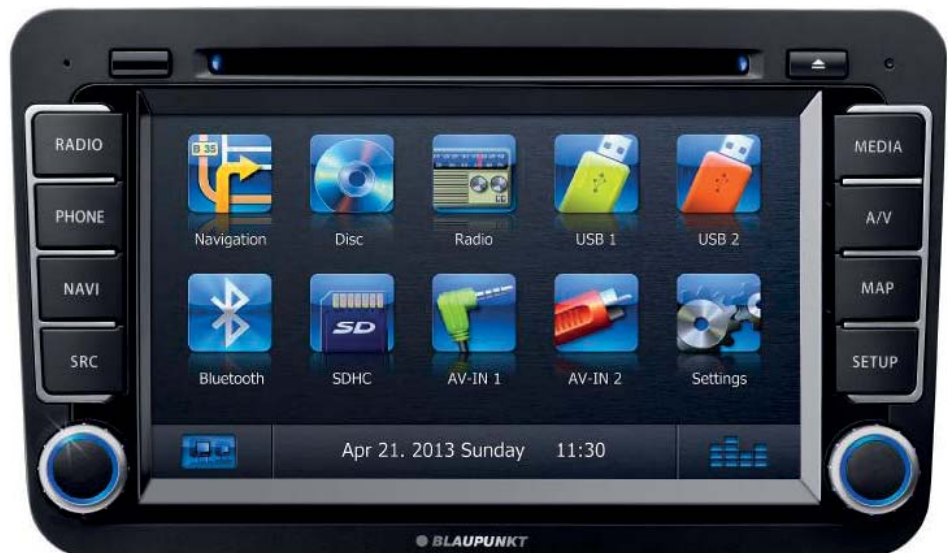 RADIO
MEDIA
B 35
Navigation Disc Radio USB 1 USB 2
PHONE
A/V
NAVI
MAP
SD
SRC
SETUP
Bluetooth SDHC AV-IN 1 AV-IN 2 Settings
Apr 21. 2013 Sunday 11:30
BLAUPUNKT